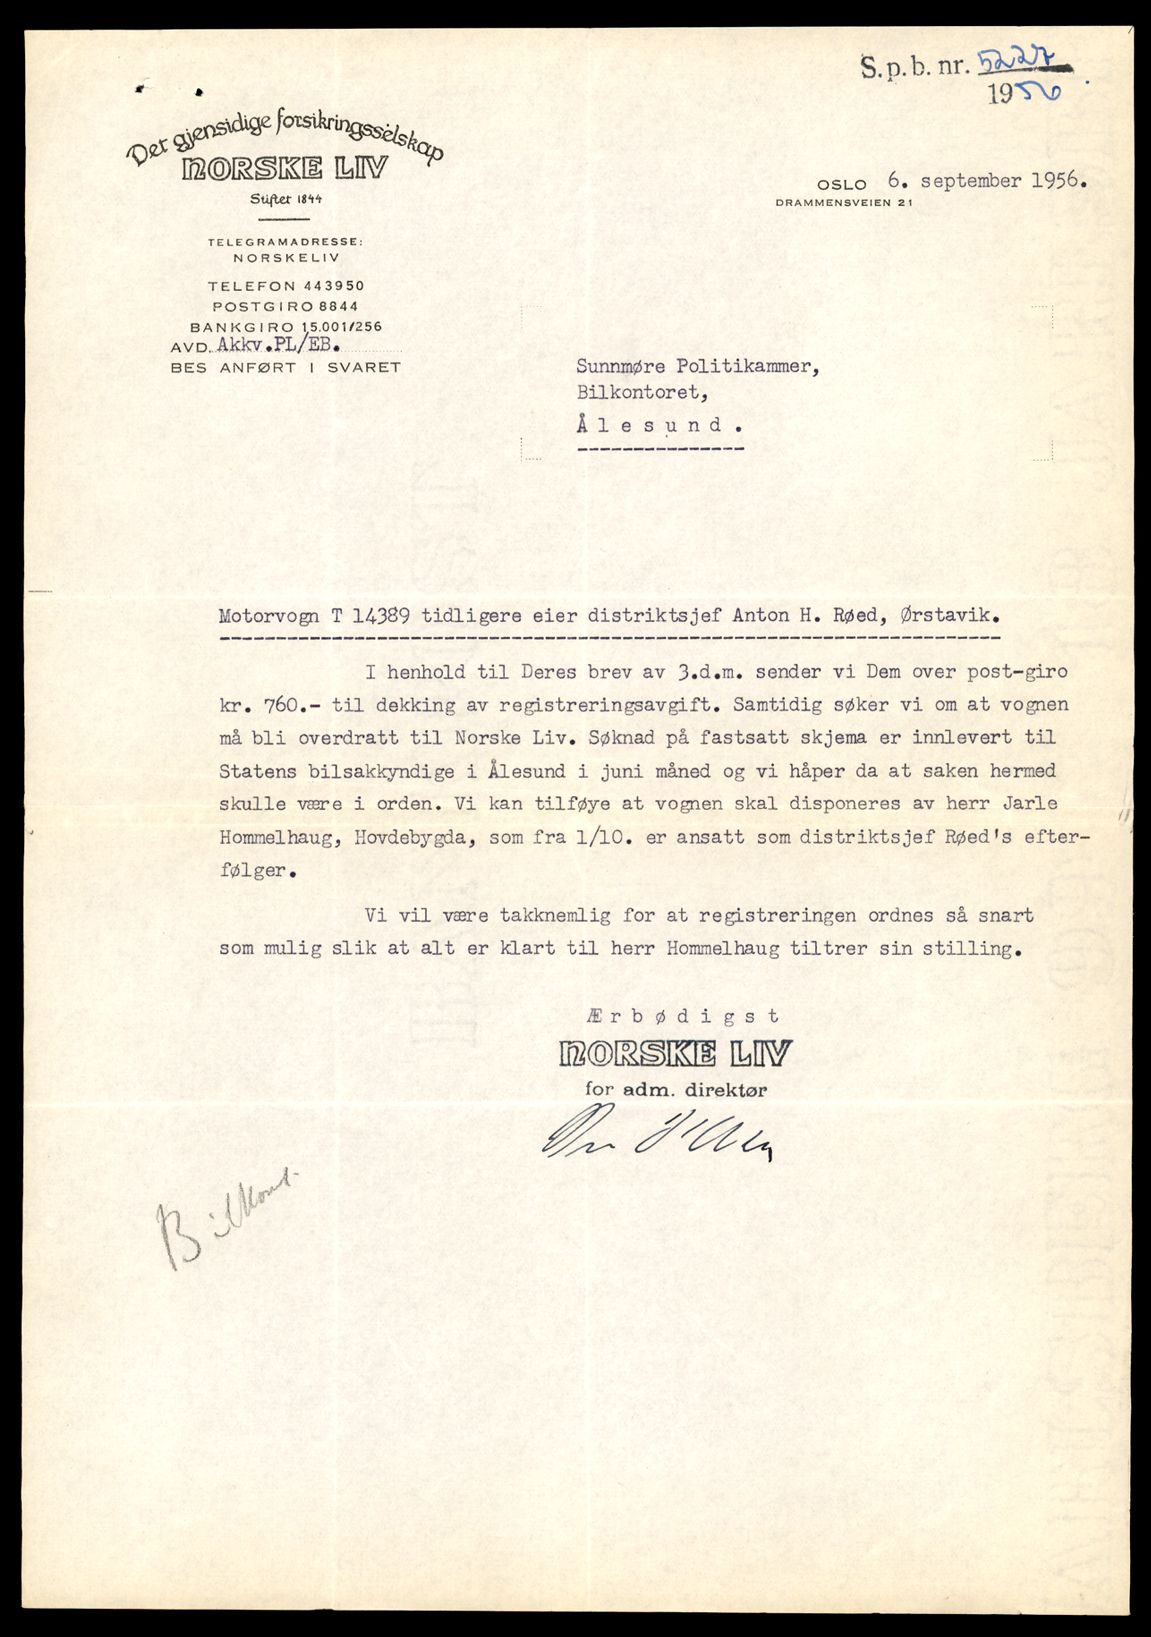 S.p.b. nr. 5227
1956
Det gjensidige forsikringsselskap
NORSKE LIV
Stiftet 1844
OSLO 6. september 1956.
DRAMMENSVEIEN 21
TELEGRAMADRESSE:
NORSKELIV
TELEFON 443950
POSTGIRO 8844
BANKGIRO 15.001/256
AVD. Akkv.PL/EB.
BES ANFØRT I SVARET
Sunnmøre Politikammer,
Bilkontoret,
Ålesund.
Motorvogn T 14389 tidligere eier distriktsjef Anton H. Røed, Ørstavik.
I henhold til Deres brev av 3.d.m. sender vi Dem over post-giro
kr. 760.- til dekking av registreringsavgift. Samtidig søker vi om at vognen
må bli overdratt til Norske Liv. Søknad på fastsatt skjema er innlevert til
Statens bilsakkyndige i Ålesund i juni måned og vi håper da at saken hermed
skulle være i orden. Vi kan tilføye at vognen skal disponeres av herr Jarle
Hommelhaug, Hovdebygda, som fra 1/10. er ansatt som distriktsjef Røed's efter-
følger.
Vi vil være takknemlig for at registreringen ordnes så snart
som mulig slik at alt er klart til herr Hommelhaug tiltrer sin stilling.
Ærbødigst
NORSKE LIV
for adm. direktør
Bilkont.